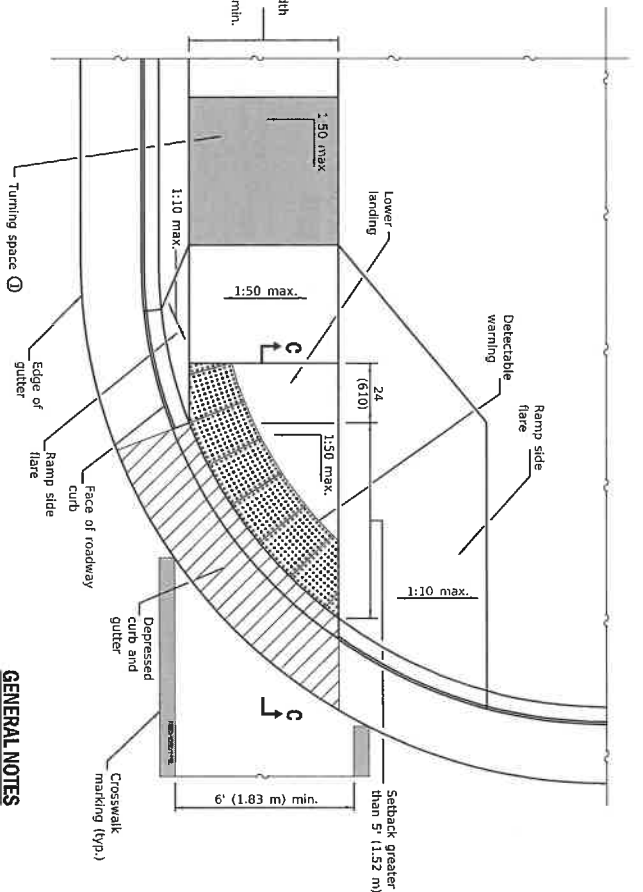 dth
min.
1:50 max
Turning space ①
1:10 max.
Lower
landing
1:50 max.
Detectable
warning
C
24
(610)
Ramp side
flare
1:50 max.
Edge of
gutter
Ramp side
flare
Face of roadway
curb
1:10 max.
Depressed
curb and
gutter
C
Setback greater
than 5' (1.52 m)
6' (1.83 m) min.
Crosswalk
marking (typ.)
GENERAL NOTES